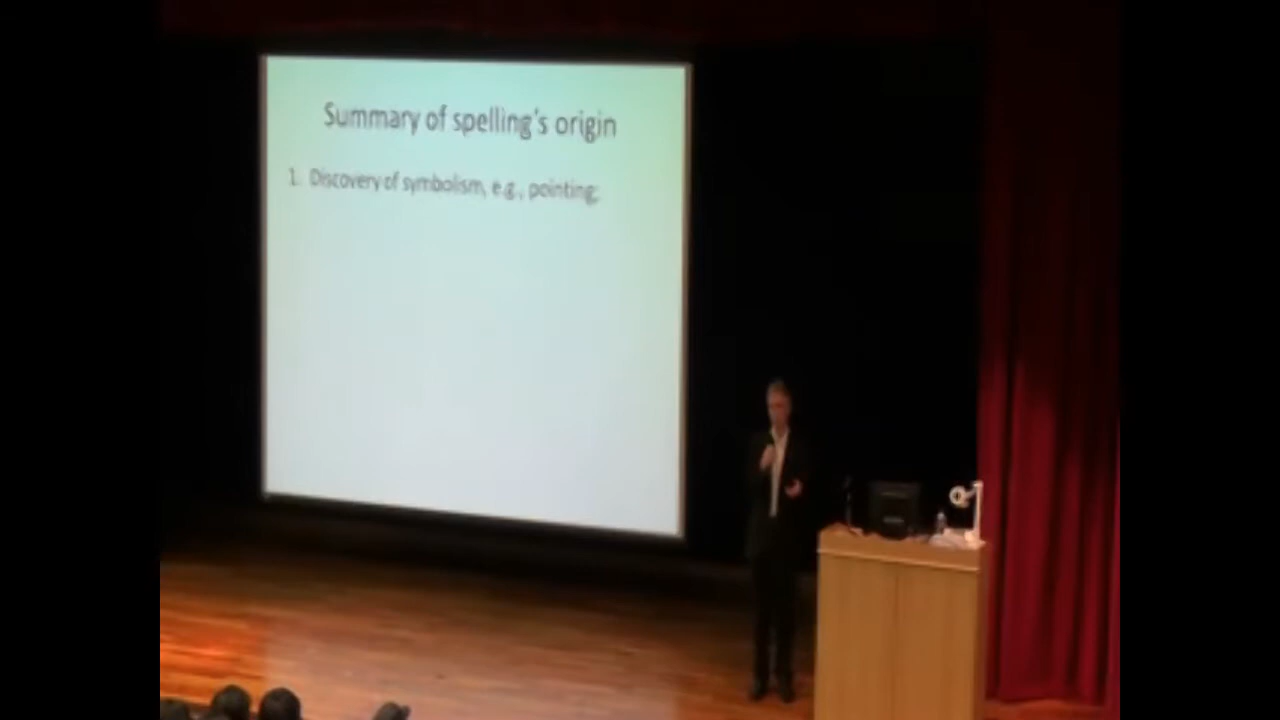 Summary of spelling's origin
1. Discovery of symbolism, e.g., pointing;